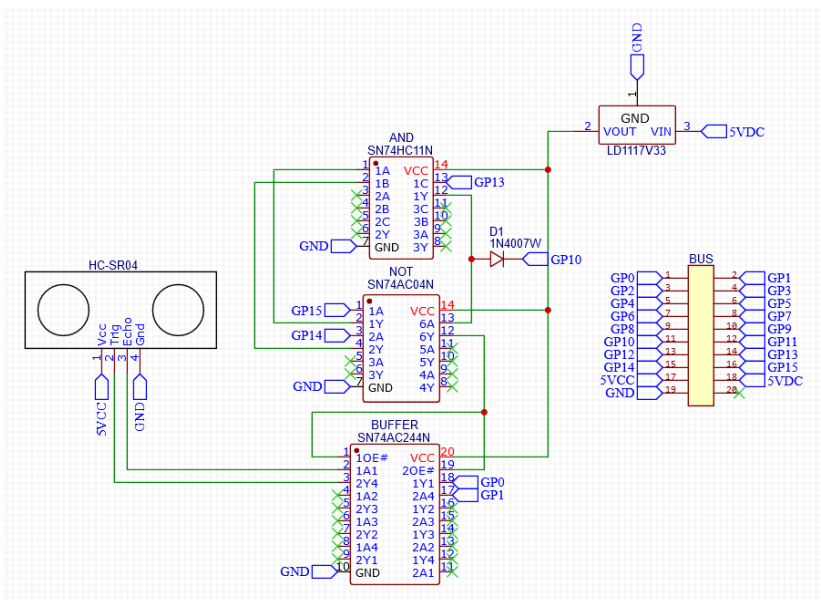 GND
1
GND
2 VOUT VIN 3 5VDC
LD1117V33
AND
SN74HC11N
1 1A VCC 14
2 1B 1C 13 GP13
3 2A 1Y 12
4 2B 3C 11
5 2C 3B 10
6 2Y 3A 9
GND 7 GND 3Y 8
D1
1N4007W
GP10
NOT
SN74AC04N
GP15 1 1A VCC 14
2 1Y 6A 13
GP14 3 2A 6Y 12
4 2Y 5A 11
5 3A 5Y 10
6 3Y 4A 9
GND 7 GND 4Y 8
HC-SR04
Vcc Trig Echo Gnd
1 2 3 4
5VCC GND
BUS
GP0 1 2 GP1
GP2 3 4 GP3
GP4 5 6 GP5
GP6 7 8 GP7
GP8 9 10 GP9
GP10 11 12 GP11
GP12 13 14 GP13
GP14 15 16 GP15
5VCC 17 18 5VDC
GND 19 20
BUFFER
SN74AC244N
1 1OE# VCC 20
2 1A1 2OE# 19
3 2Y4 1Y1 18 GP0
4 1A2 2A4 17 GP1
5 2Y3 1Y2 16
6 1A3 2A3 15
7 2Y2 1Y3 14
8 1A4 2A2 13
9 2Y1 1Y4 12
GND 10 GND 2A1 11